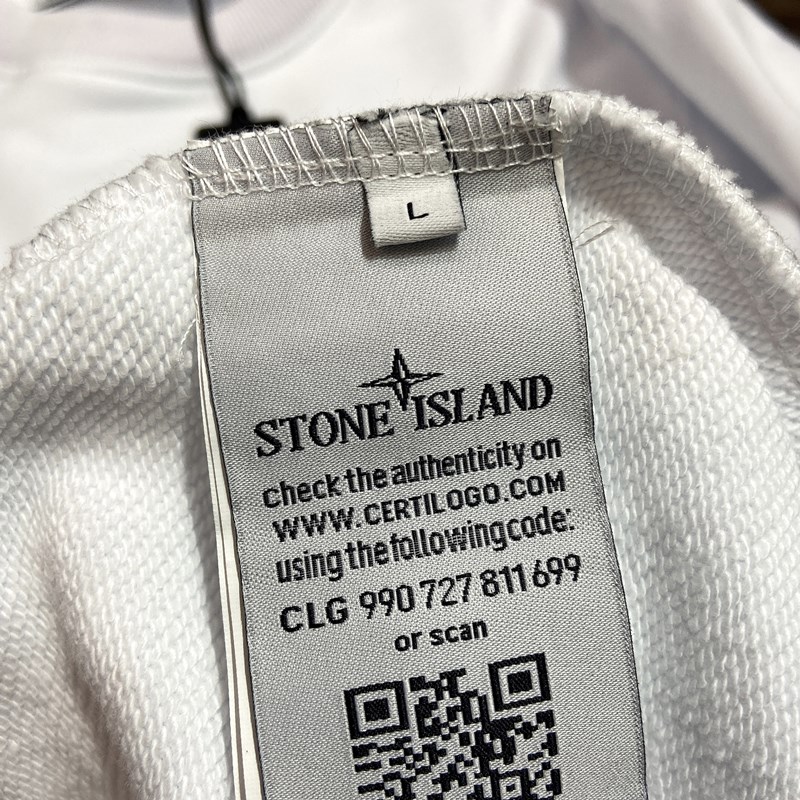 L
STONE ISLAND
check the authenticity on
WWW.CERTILOGO.COM
using the following code:
CLG 990 727 811 699
or scan